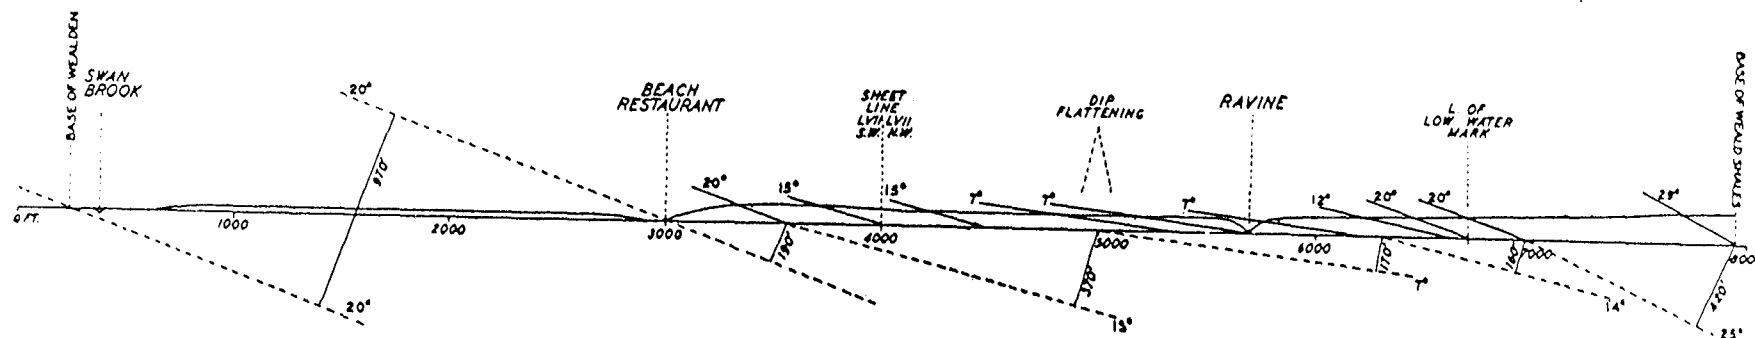 BASE OF WEALDEN
SWAN
BROOK
20°
970'
20°
BEACH
RESTAURANT
SHEET
LINE
LVII LVII
S.W. N.W.
DIP
FLATTENING
RAVINE
L. OF
LOW WATER
MARK
BASE OF WEALD SHALES
20°
15°
15°
7°
7°
7°
12°
20°
20°
25°
0 FT.
1000
2000
3000
4000
5000
6000
7000
800
190'
370'
170'
160'
420'
15°
7°
14°
25°